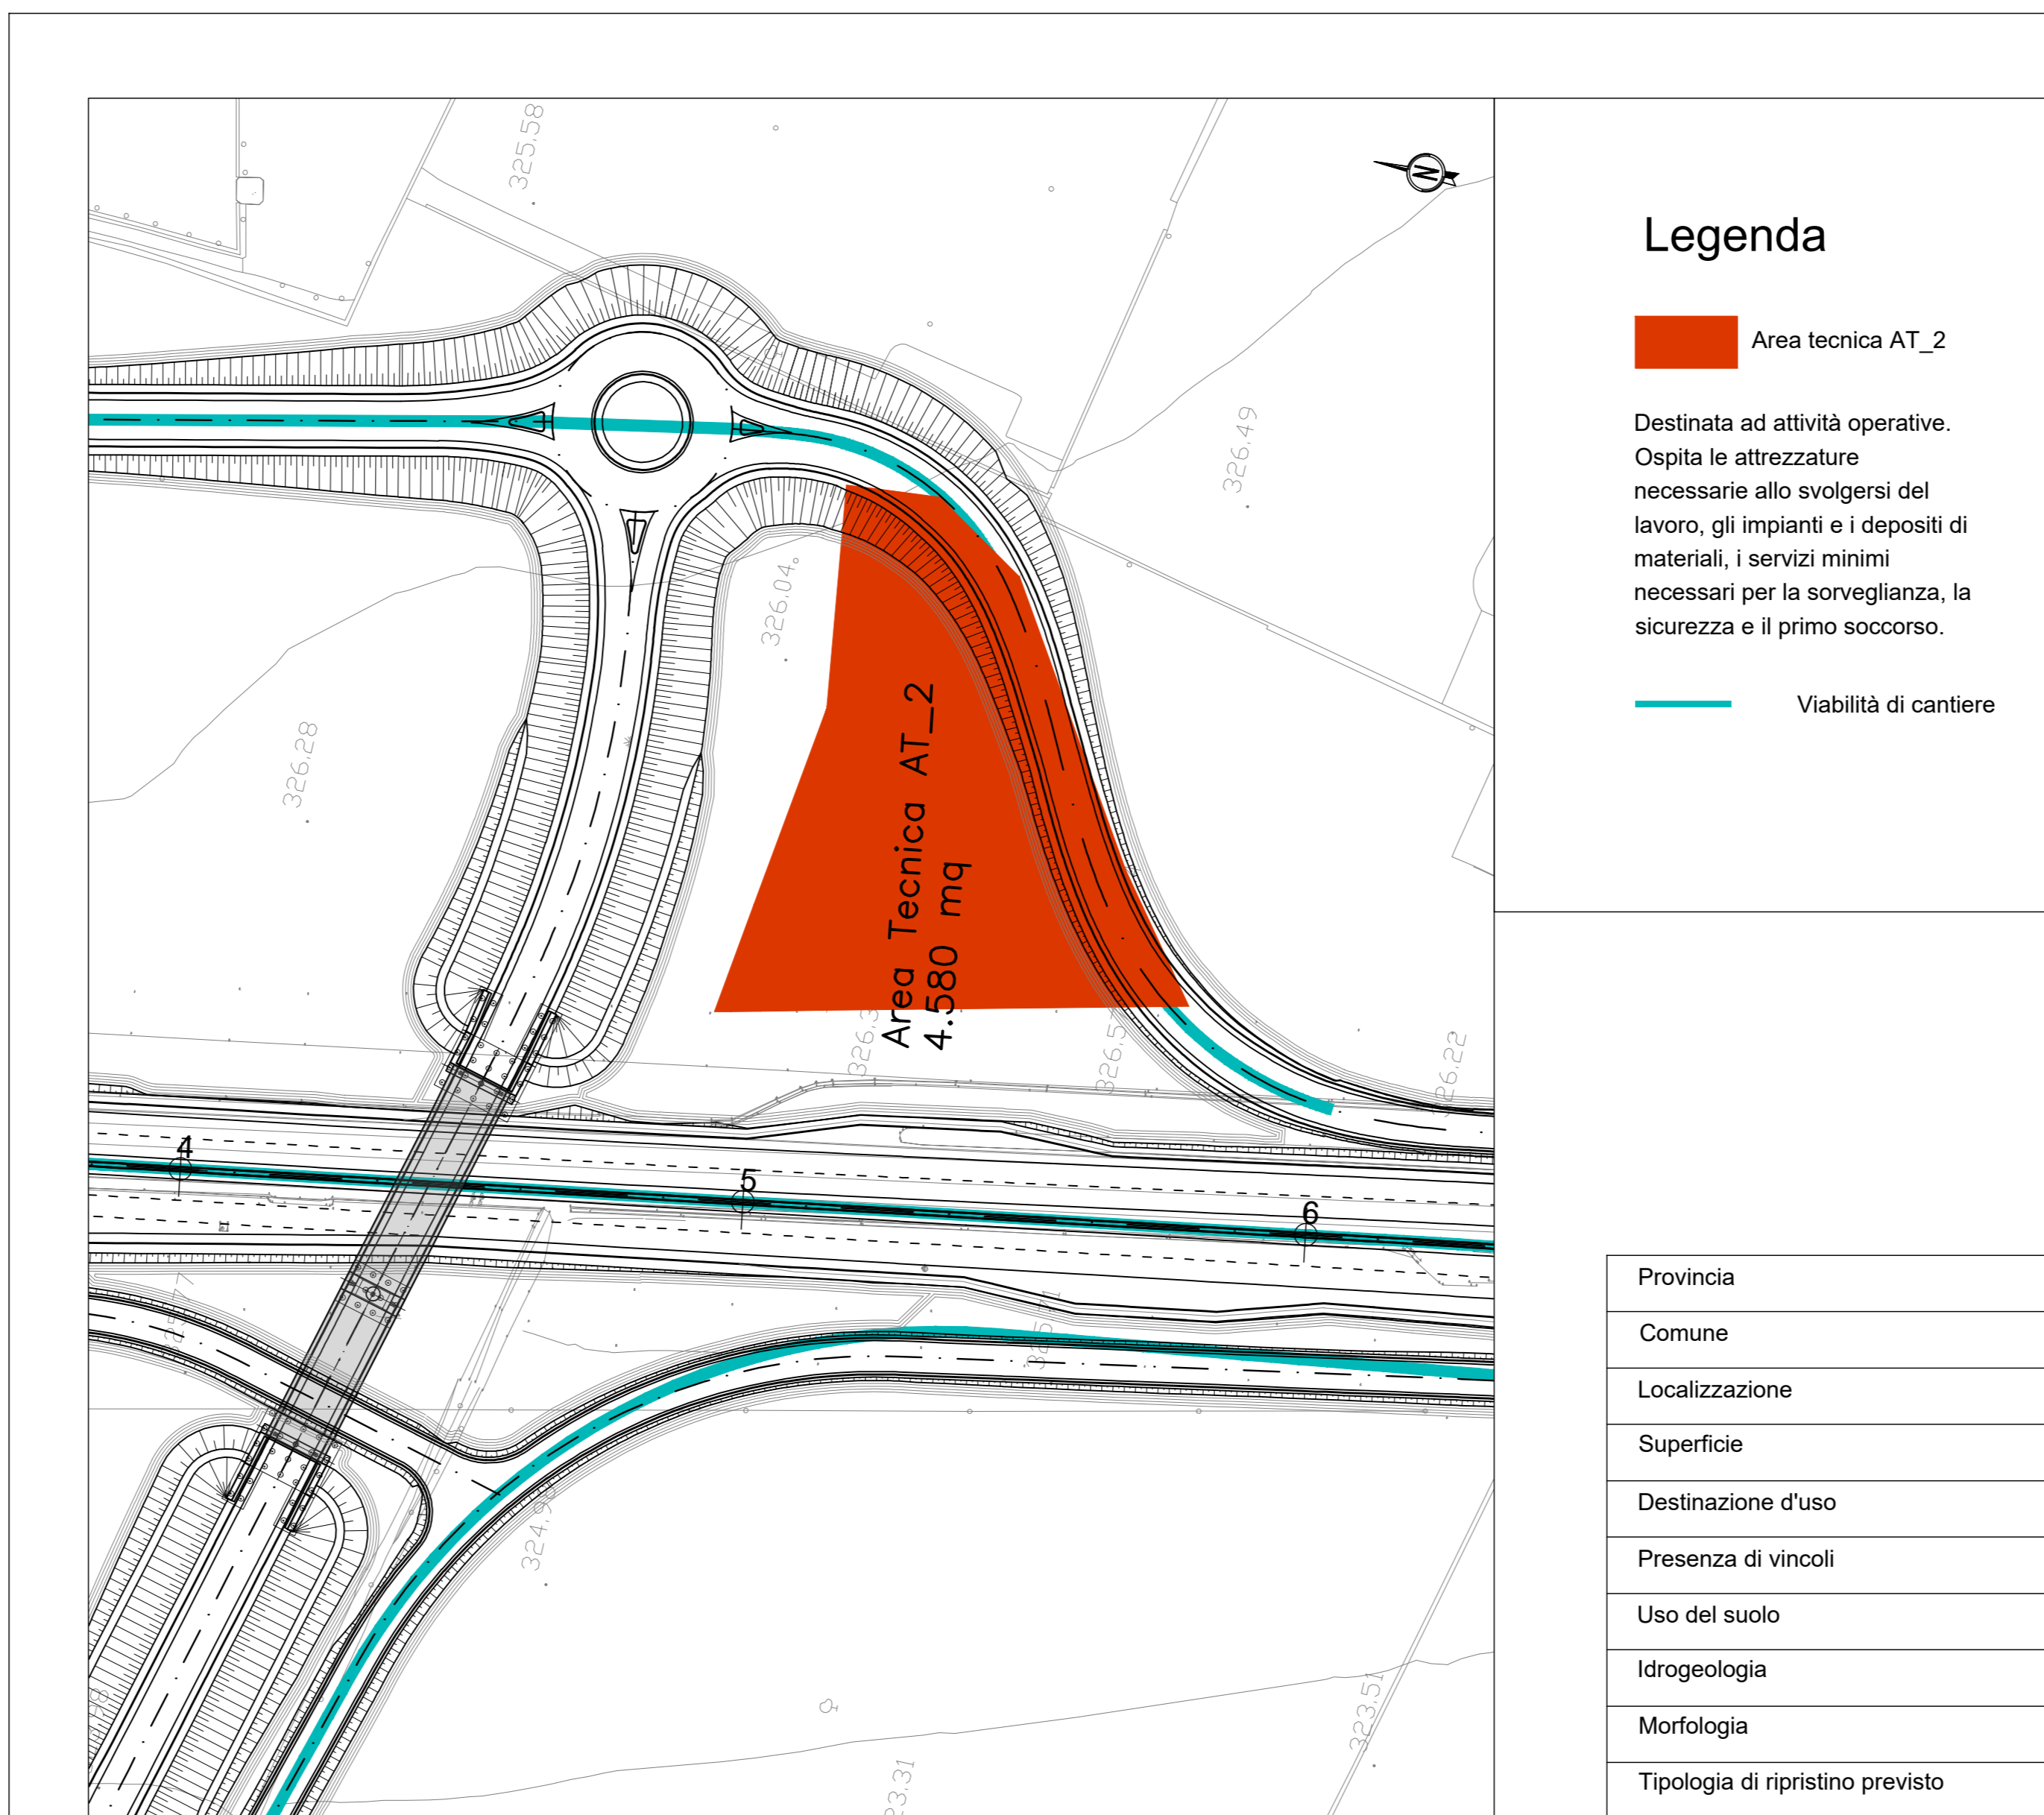 325.58
N
326.49
326.04
326.28
Area Tecnica AT_2
4.580 mq
4
5
6
323.51
Legenda
Area tecnica AT_2
Destinata ad attività operative.
Ospita le attrezzature
necessarie allo svolgersi del
lavoro, gli impianti e i depositi di
materiali, i servizi minimi
necessari per la sorveglianza, la
sicurezza e il primo soccorso.
Viabilità di cantiere
Provincia
Comune
Localizzazione
Superficie
Destinazione d'uso
Presenza di vincoli
Uso del suolo
Idrogeologia
Morfologia
Tipologia di ripristino previsto